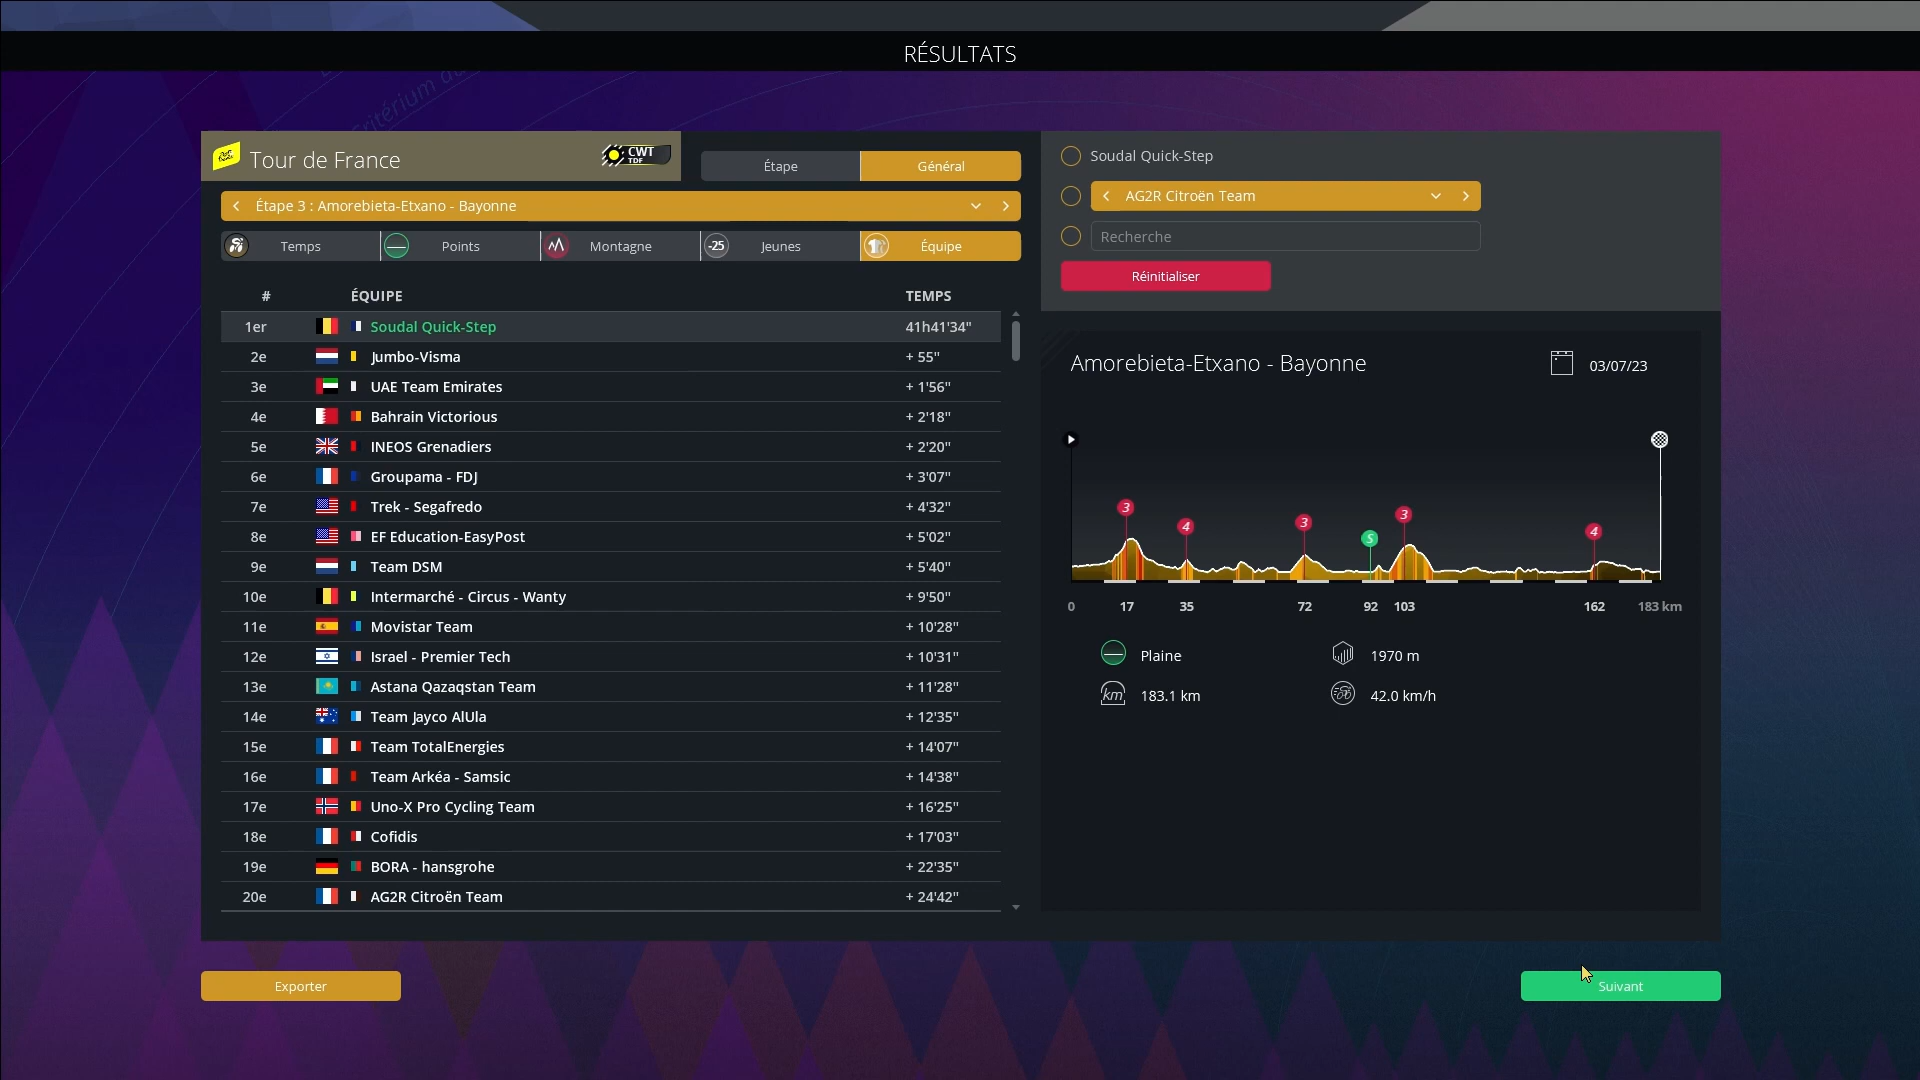 RÉSULTATS
Tour de France
CWT
TDF
Étape
Général
Étape 3 : Amorebieta-Etxano - Bayonne
Temps
Points
Montagne
-25
Jeunes
Équipe
# ÉQUIPE TEMPS
1er Soudal Quick-Step 41h41'34''
2e Jumbo-Visma + 55''
3e UAE Team Emirates + 1'56''
4e Bahrain Victorious + 2'18''
5e INEOS Grenadiers + 2'20''
6e Groupama - FDJ + 3'07''
7e Trek - Segafredo + 4'32''
8e EF Education-EasyPost + 5'02''
9e Team DSM + 5'40''
10e Intermarché - Circus - Wanty + 9'50''
11e Movistar Team + 10'28''
12e Israel - Premier Tech + 10'31''
13e Astana Qazaqstan Team + 11'28''
14e Team Jayco AlUla + 12'35''
15e Team TotalEnergies + 14'07''
16e Team Arkéa - Samsic + 14'38''
17e Uno-X Pro Cycling Team + 16'25''
18e Cofidis + 17'03''
19e BORA - hansgrohe + 22'35''
20e AG2R Citroën Team + 24'42''
Soudal Quick-Step
AG2R Citroën Team
Recherche
Réinitialiser
Amorebieta-Etxano - Bayonne 03/07/23
3 4 3 S 3 4
0 17 35 72 92 103 162 183 km
Plaine 1970 m
km 183.1 km 42.0 km/h
Exporter
Suivant